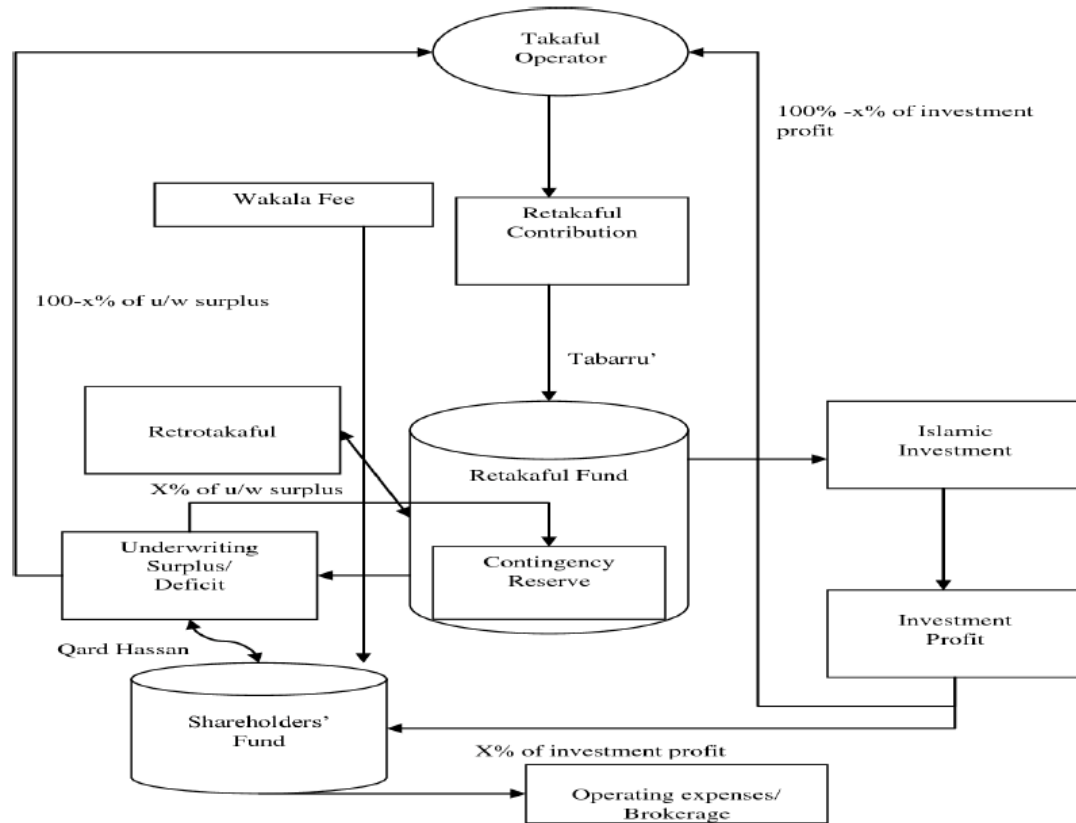 Takaful
Operator
100% -x% of investment
profit
Wakala Fee
Retakaful
Contribution
100-x% of u/w surplus
Tabarru’
Retrotakaful
Islamic
Investment
Retakaful Fund
X% of u/w surplus
Underwriting
Surplus/
Deficit
Contingency
Reserve
Investment
Profit
Qard Hassan
Shareholders’
Fund
X% of investment profit
Operating expenses/
Brokerage